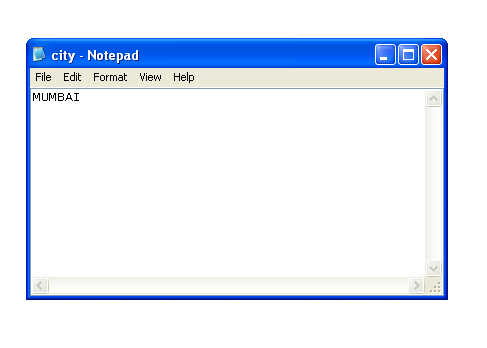 city - Notepad
File Edit Format View Help
MUMBAI